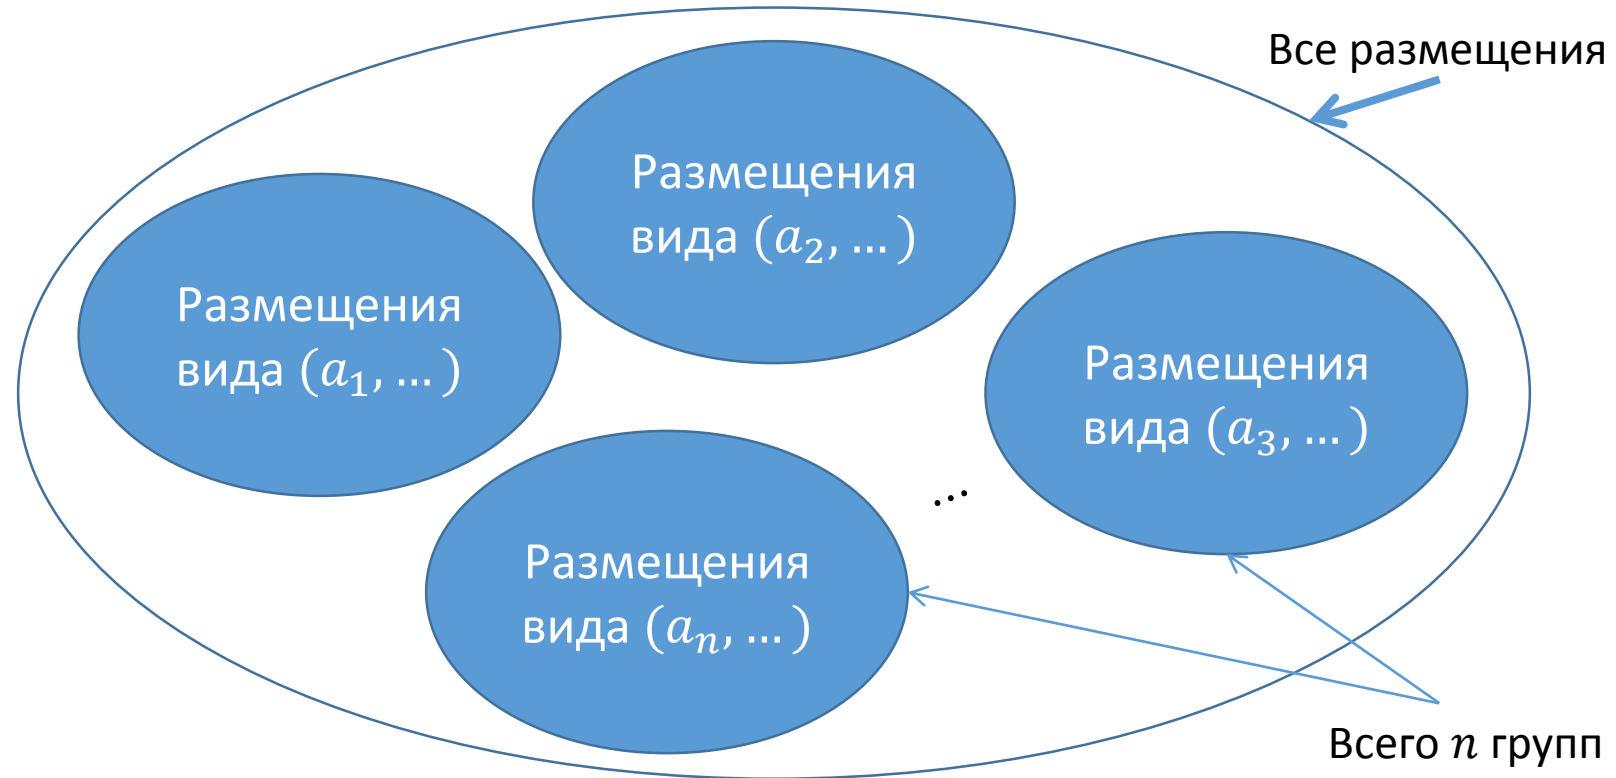 Все размещения
Размещения
вида (a₂, … )
Размещения
вида (a₁, … )
Размещения
вида (a₃, … )
…
Размещения
вида (aₙ, … )
Всего n групп